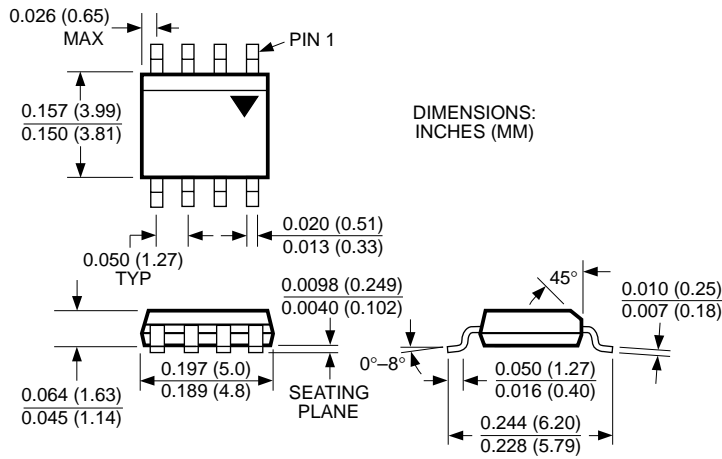 0.026 (0.65)
MAX
PIN 1
0.157 (3.99)
0.150 (3.81)
DIMENSIONS:
INCHES (MM)
0.050 (1.27)
TYP
0.020 (0.51)
0.013 (0.33)
0.0098 (0.249)
0.0040 (0.102)
0.064 (1.63)
0.045 (1.14)
0.197 (5.0)
0.189 (4.8)
SEATING
PLANE
45°
0.010 (0.25)
0.007 (0.18)
0°–8°
0.050 (1.27)
0.016 (0.40)
0.244 (6.20)
0.228 (5.79)